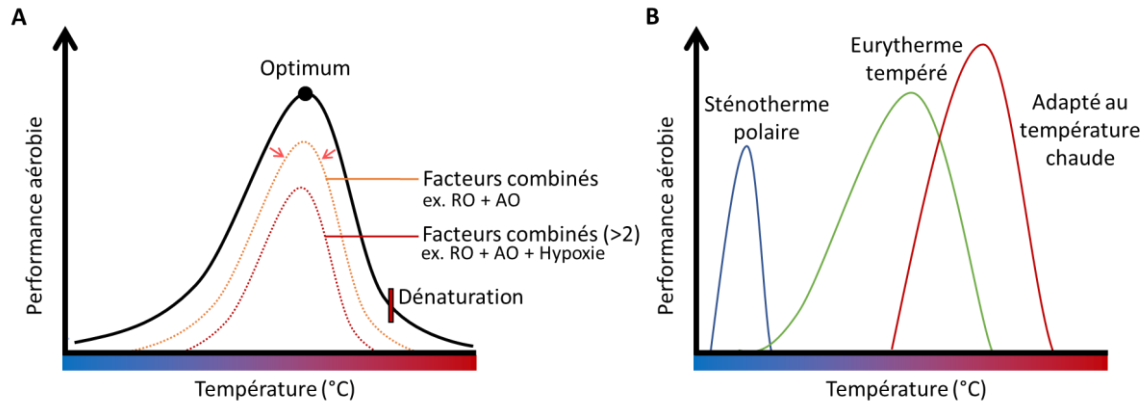 A
Performance aérobie
Optimum
Facteurs combinés
ex. RO + AO
Facteurs combinés (>2)
ex. RO + AO + Hypoxie
Dénaturation
Température (°C)
B
Performance aérobie
Sténotherme
polaire
Eurytherme
tempéré
Adapté au
température
chaude
Température (°C)